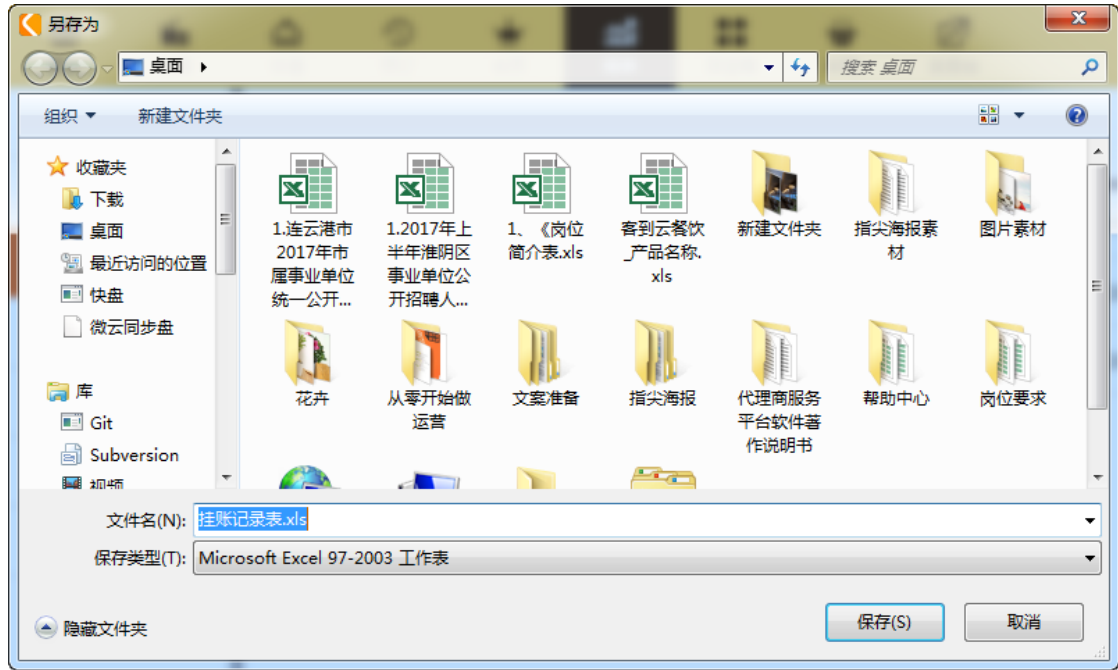 另存为
桌面
搜索 桌面
组织
新建文件夹
收藏夹
下载
桌面
最近访问的位置
快盘
微云同步盘
库
Git
Subversion
视频
1.连云港市
2017年市
属事业单位
统一公开...
1.2017年上
半年淮阴区
事业单位公
开招聘人...
1、《岗位
简介表.xls
客到云餐饮
_产品名称.
xls
新建文件夹
指尖海报素
材
图片素材
花卉
从零开始做
运营
文案准备
指尖海报
代理商服务
平台软件著
作说明书
帮助中心
岗位要求
文件名(N): 挂账记录表.xls
保存类型(T): Microsoft Excel 97-2003 工作表
隐藏文件夹
保存(S)
取消